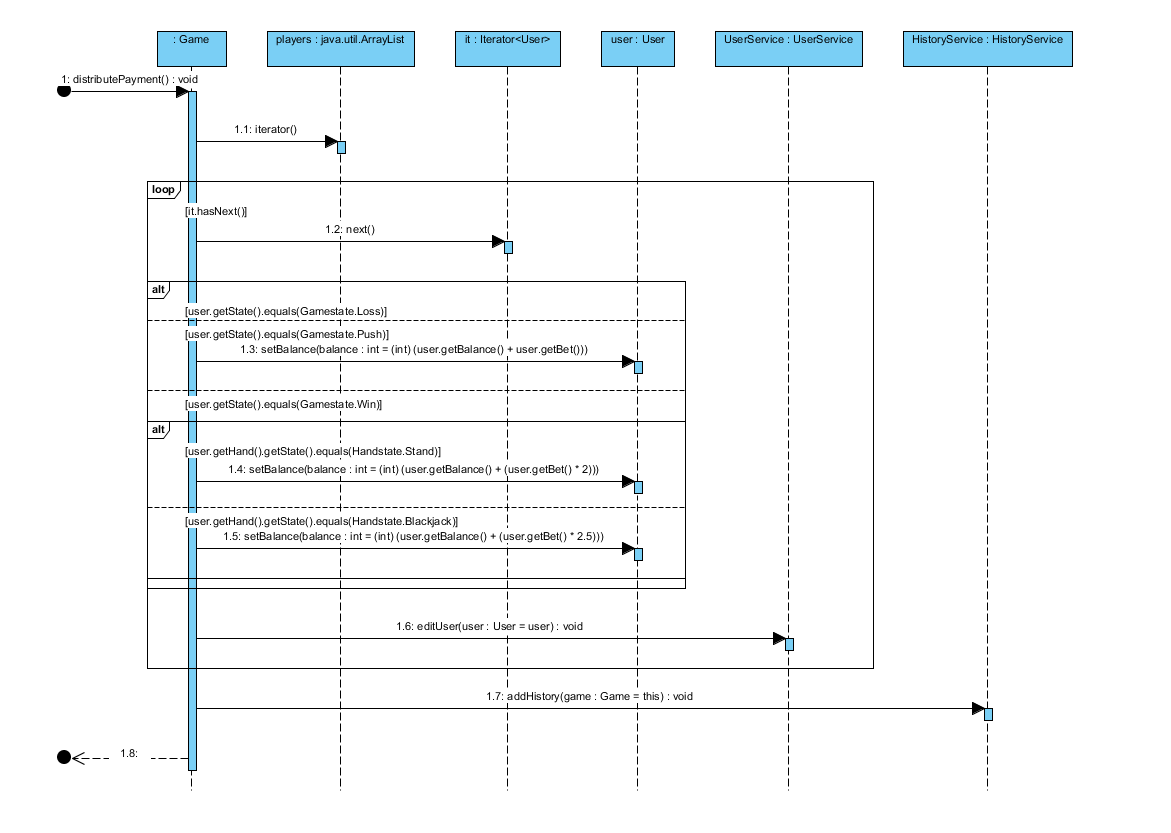 : Game
players : java.util.ArrayList
it : Iterator<User>
user : User
UserService : UserService
HistoryService : HistoryService
1: distributePayment() : void
1.1: iterator()
loop
[it.hasNext()]
1.2: next()
alt
[user.getState().equals(Gamestate.Loss]
[user.getState().equals(Gamestate.Push)]
1.3: setBalance(balance : int = (int) (user.getBalance() + user.getBet()))
[user.getState().equals(Gamestate.Win)]
alt
[user.getHand().getState().equals(Handstate.Stand)]
1.4: setBalance(balance : int = (int) (user.getBalance() + (user.getBet() * 2)))
[user.getHand().getState().equals(Handstate.Blackjack)]
1.5: setBalance(balance : int = (int) (user.getBalance() + (user.getBet() * 2.5)))
1.6: editUser(user : User = user) : void
1.7: addHistory(game : Game = this) : void
1.8: